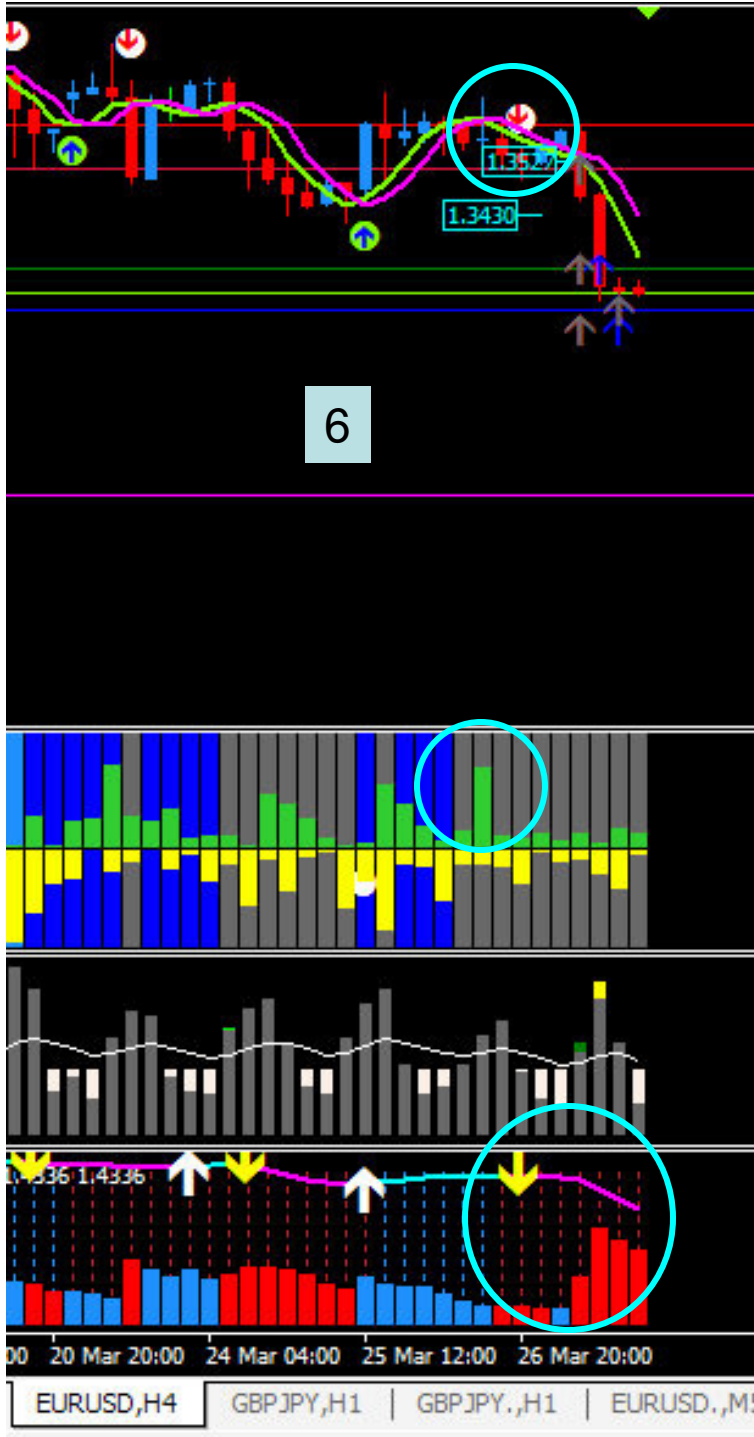 1.3527
1.3430
6
1.4336 1.4336
00 20 Mar 20:00 24 Mar 04:00 25 Mar 12:00 26 Mar 20:00
EURUSD,H4 GBPJPY,H1 | GBPJPY.,H1 | EURUSD.,M5